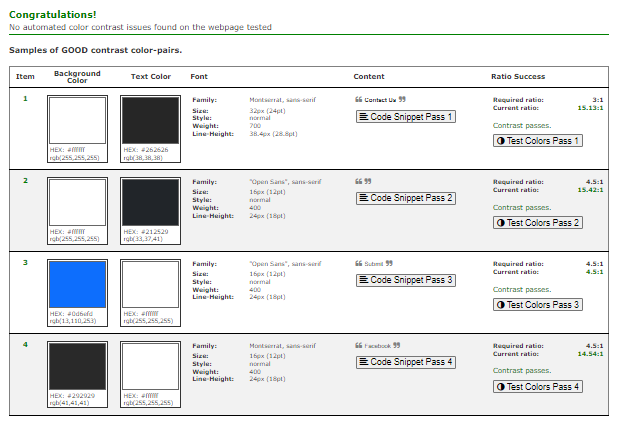 Congratulations!
No automated color contrast issues found on the webpage tested
Samples of GOOD contrast color-pairs.
Item Background Color Text Color Font Content Ratio Success
1
HEX: #ffffff
rgb(255,255,255)
HEX: #262626
rgb(38,38,38)
Family: Montserrat, sans-serif
Size: 32px (24pt)
Style: normal
Weight: 700
Line-Height: 38.4px (28.8pt)
❝ Contact Us ❞
Code Snippet Pass 1
Required ratio: 3:1
Current ratio: 15.13:1
Contrast passes.
Test Colors Pass 1
2
HEX: #ffffff
rgb(255,255,255)
HEX: #212529
rgb(33,37,41)
Family: "Open Sans", sans-serif
Size: 16px (12pt)
Style: normal
Weight: 400
Line-Height: 24px (18pt)
❝ ❞
Code Snippet Pass 2
Required ratio: 4.5:1
Current ratio: 15.42:1
Contrast passes.
Test Colors Pass 2
3
HEX: #0d6efd
rgb(13,110,253)
HEX: #ffffff
rgb(255,255,255)
Family: "Open Sans", sans-serif
Size: 16px (12pt)
Style: normal
Weight: 400
Line-Height: 24px (18pt)
❝ Submit ❞
Code Snippet Pass 3
Required ratio: 4.5:1
Current ratio: 4.5:1
Contrast passes.
Test Colors Pass 3
4
HEX: #292929
rgb(41,41,41)
HEX: #ffffff
rgb(255,255,255)
Family: Montserrat, sans-serif
Size: 16px (12pt)
Style: normal
Weight: 400
Line-Height: 24px (18pt)
❝ Facebook ❞
Code Snippet Pass 4
Required ratio: 4.5:1
Current ratio: 14.54:1
Contrast passes.
Test Colors Pass 4